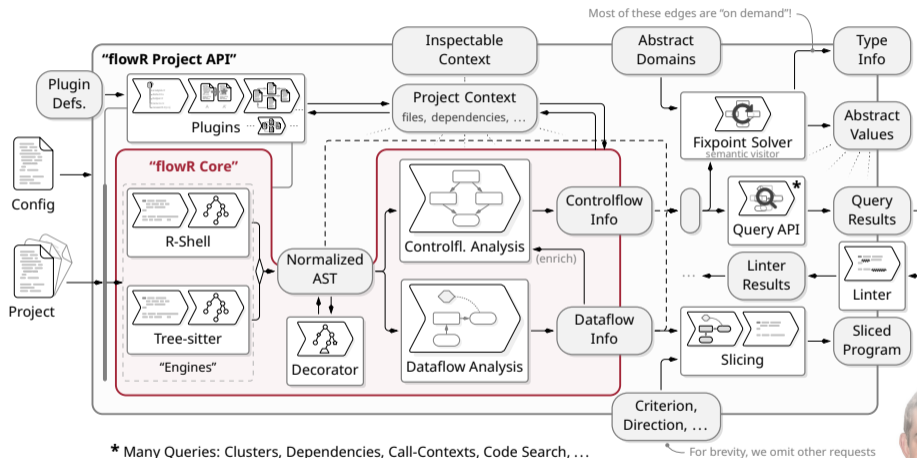 Most of these edges are “on demand”!
Inspectable
Context
Abstract
Domains
Type
Info
“flowR Project API”
Plugin
Defs.
Plugins
Project Context
files, dependencies, …
Fixpoint Solver
semantic visitor
Abstract
Values
Config
“flowR Core”
R-Shell
Controlfl. Analysis
Controlflow
Info
*
Query API
Query
Results
Normalized
AST
(enrich)
…
Linter
Results
Linter
Project
Tree-sitter
“Engines”
Decorator
Dataflow Analysis
Dataflow
Info
Slicing
Sliced
Program
Criterion,
Direction, …
* Many Queries: Clusters, Dependencies, Call-Contexts, Code Search, …
For brevity, we omit other requests